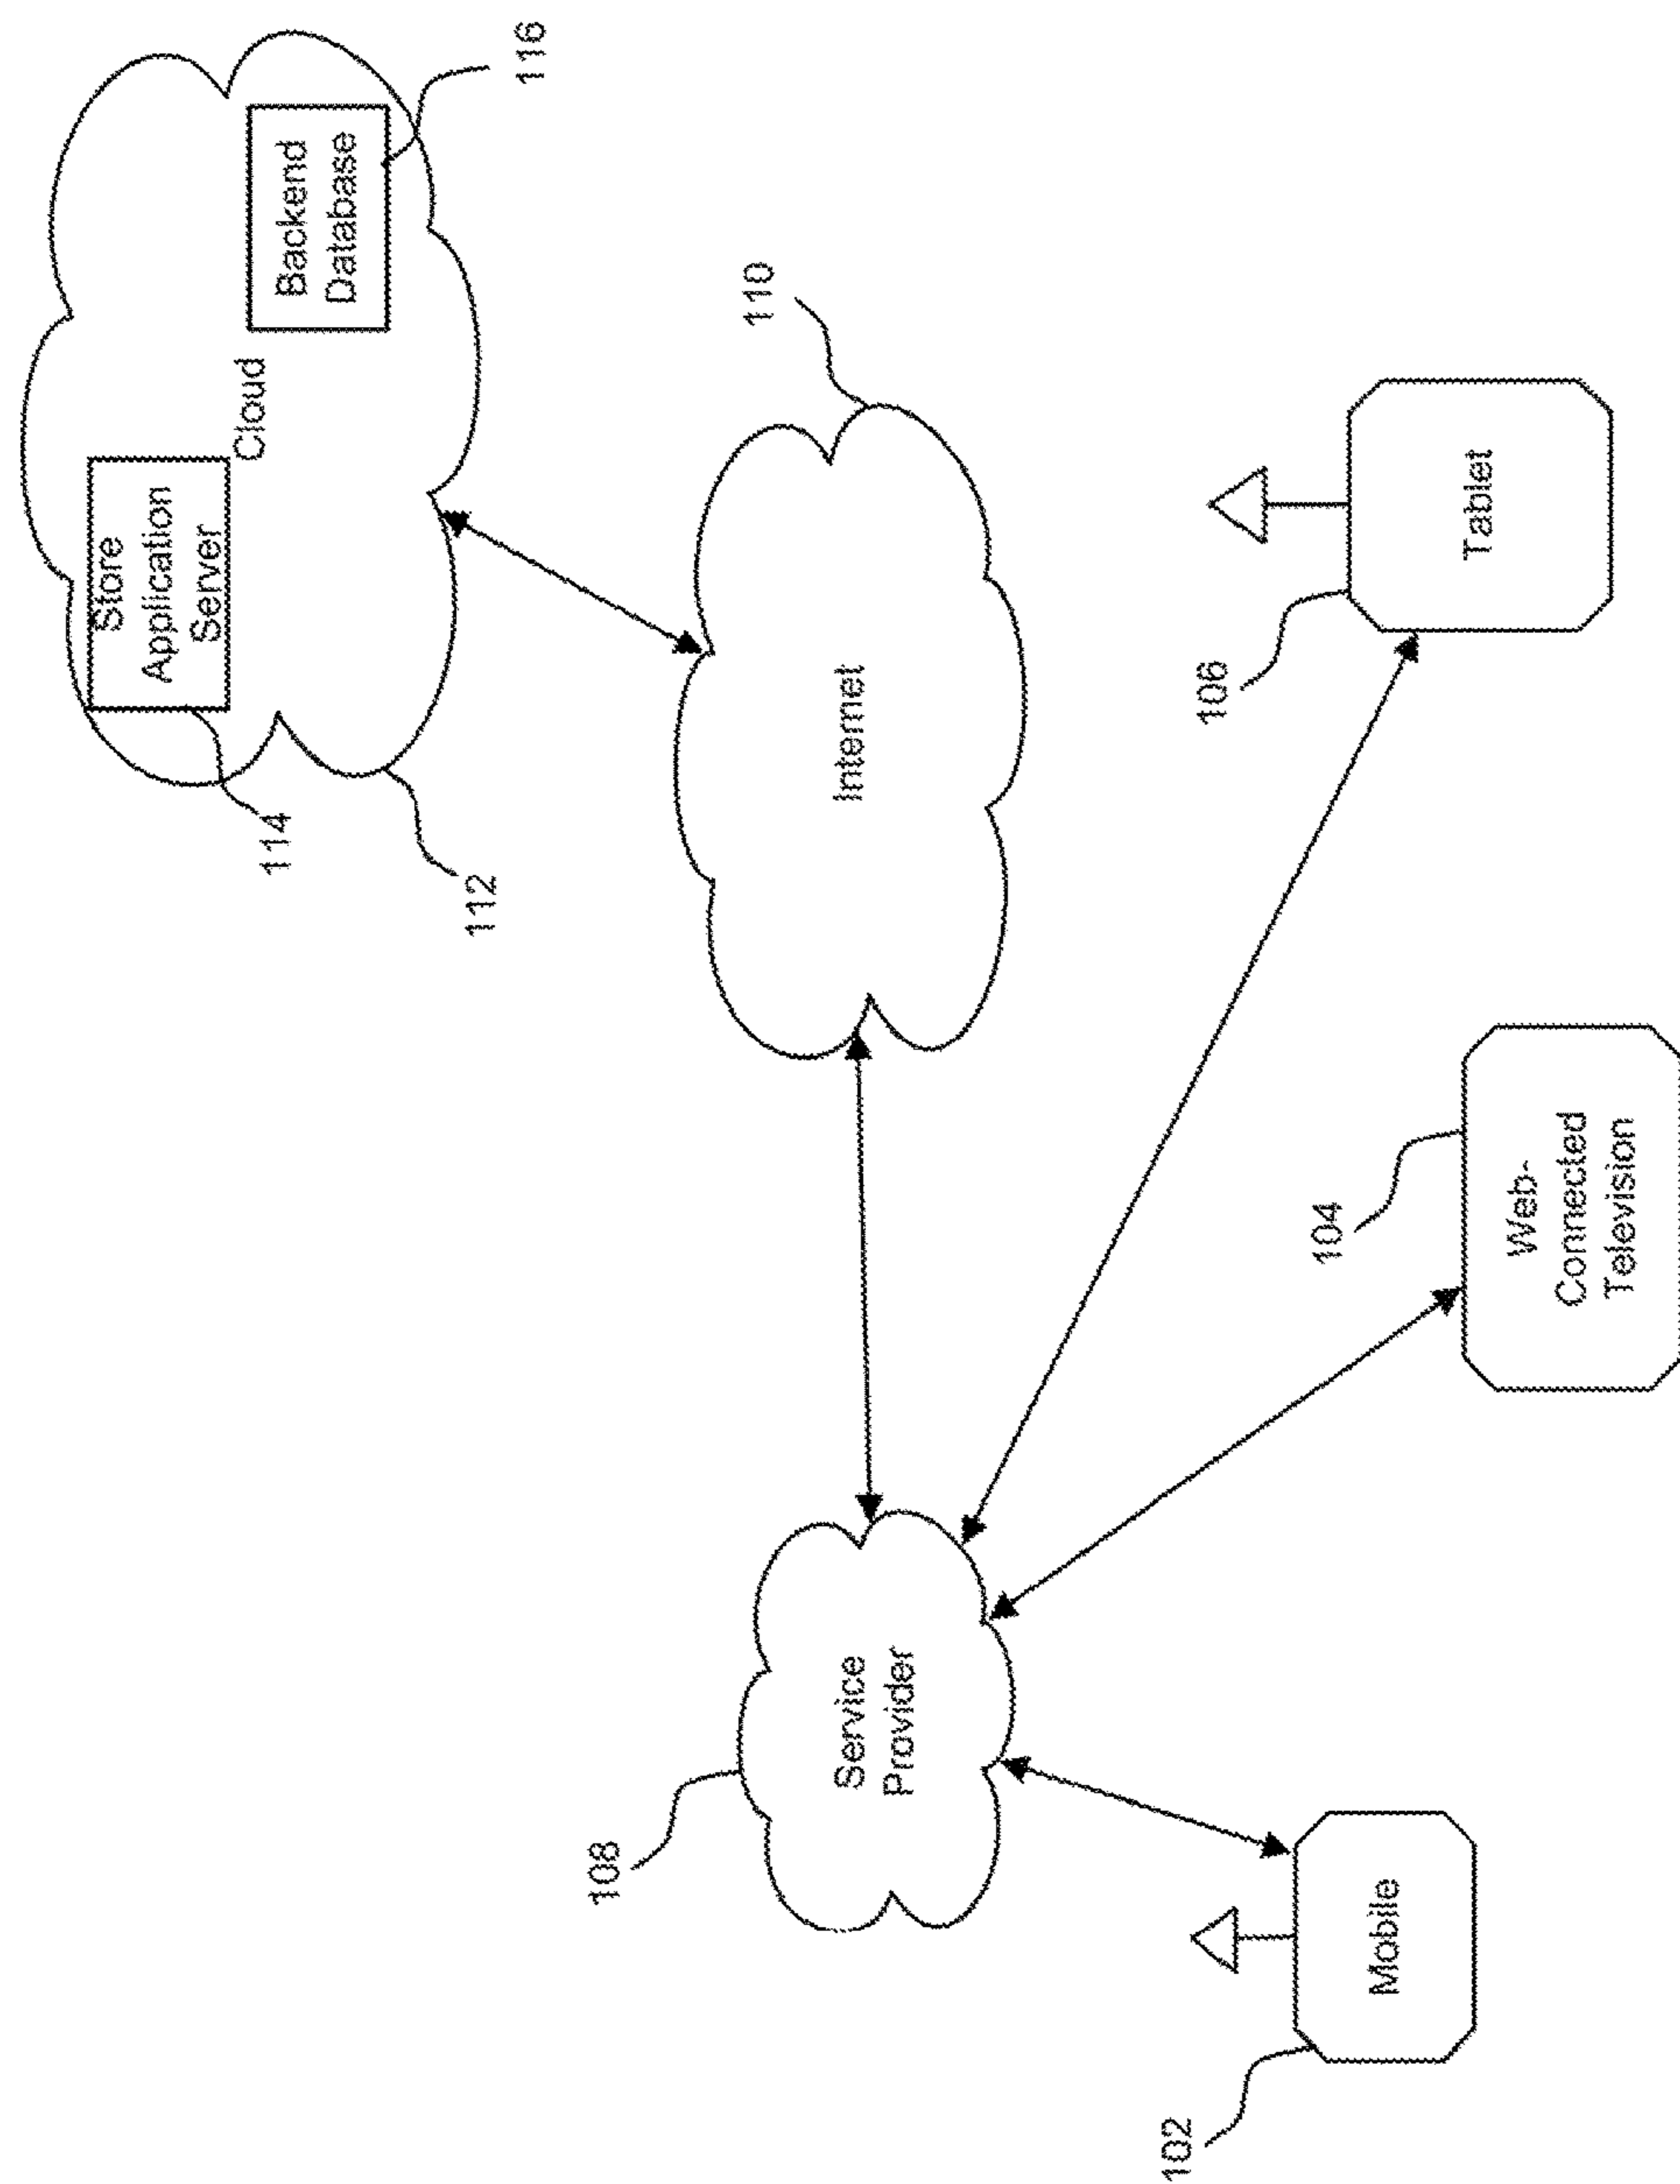 Store
Application
Server
Cloud
Backend
Database
114
112
116
110
Internet
108
Service
Provider
102
Mobile
104
Web-
Connected
Television
106
Tablet